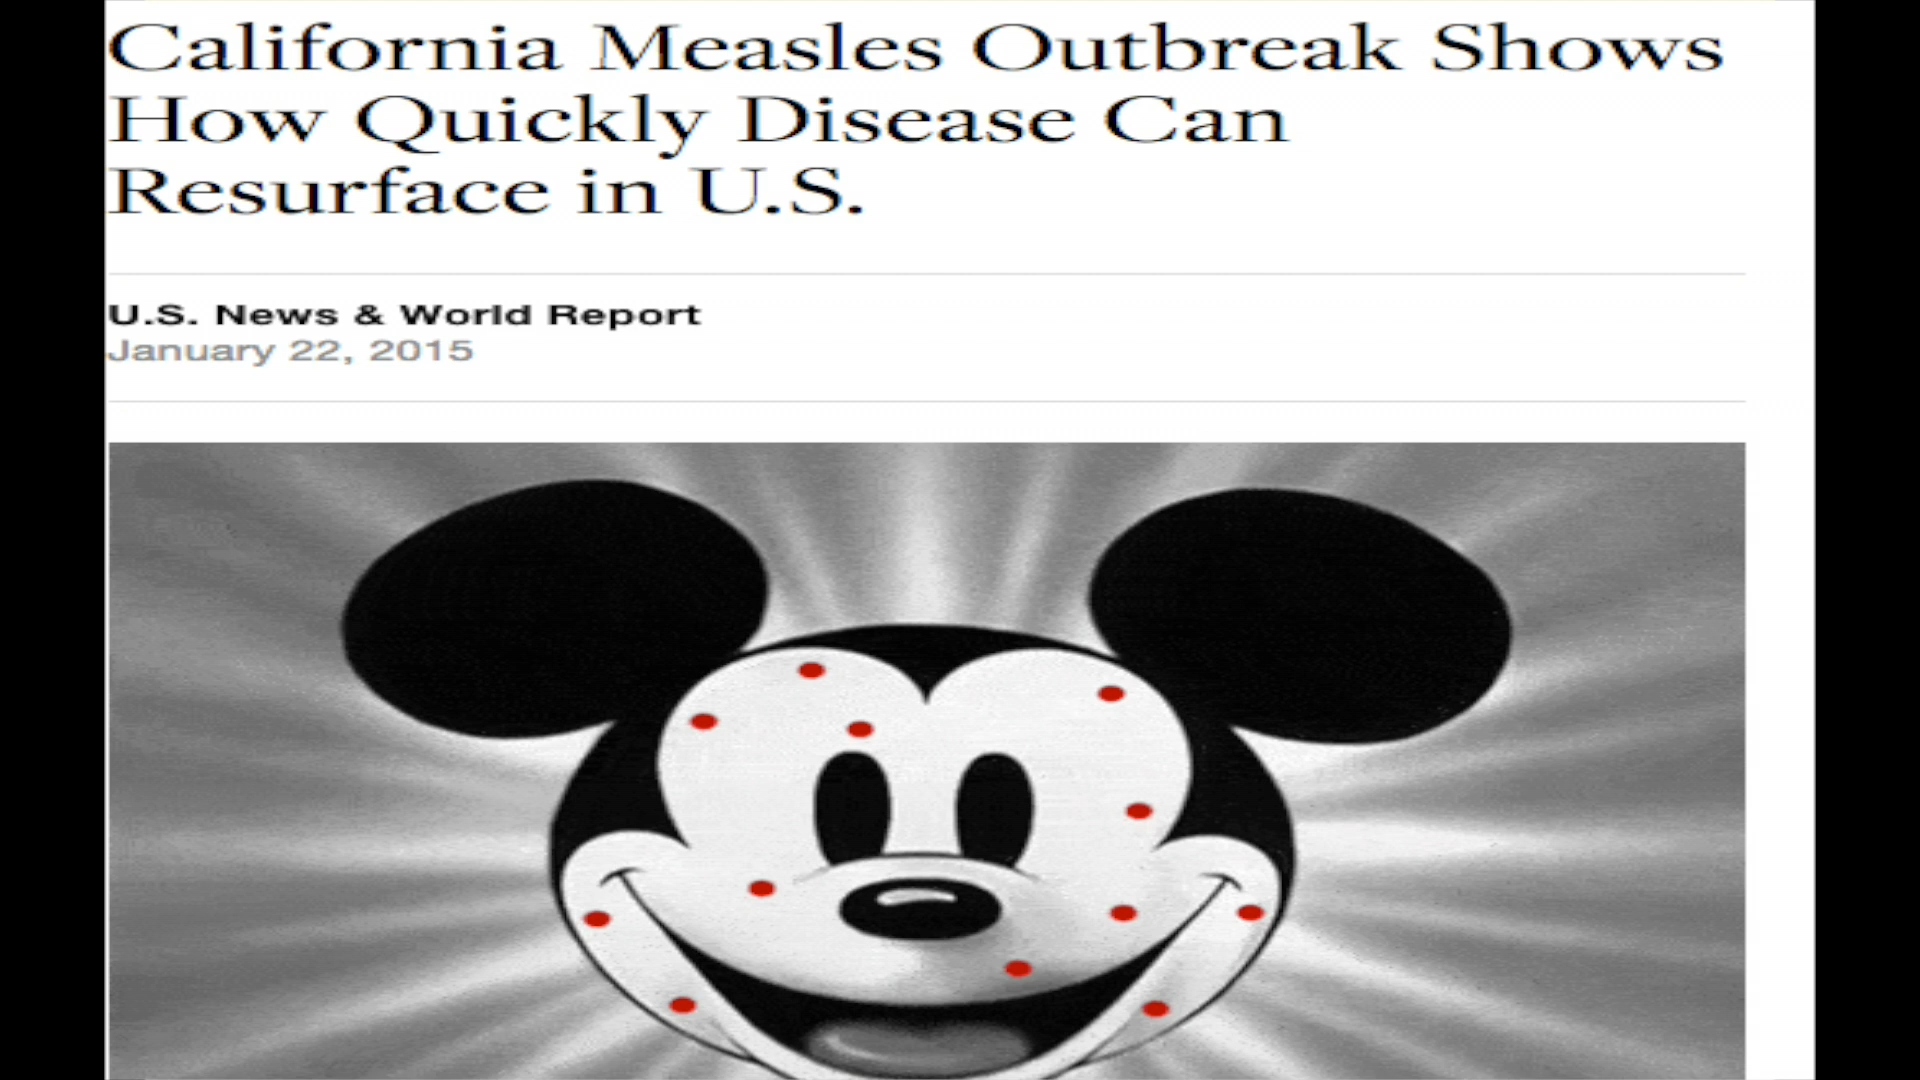 California Measles Outbreak Shows
How Quickly Disease Can
Resurface in U.S.
U.S. News & World Report
January 22, 2015